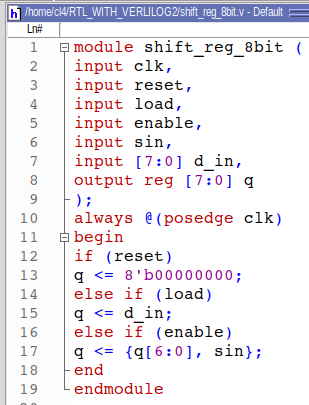 /home/cl4/RTL_WITH_VERLILOG2/shift_reg_8bit.v - Default
Ln#
1 module shift_reg_8bit (
2 input clk,
3 input reset,
4 input load,
5 input enable,
6 input sin,
7 input [7:0] d_in,
8 output reg [7:0] q
9 );
10 always @(posedge clk)
11 begin
12 if (reset)
13 q <= 8'b00000000;
14 else if (load)
15 q <= d_in;
16 else if (enable)
17 q <= {q[6:0], sin};
18 end
19 endmodule